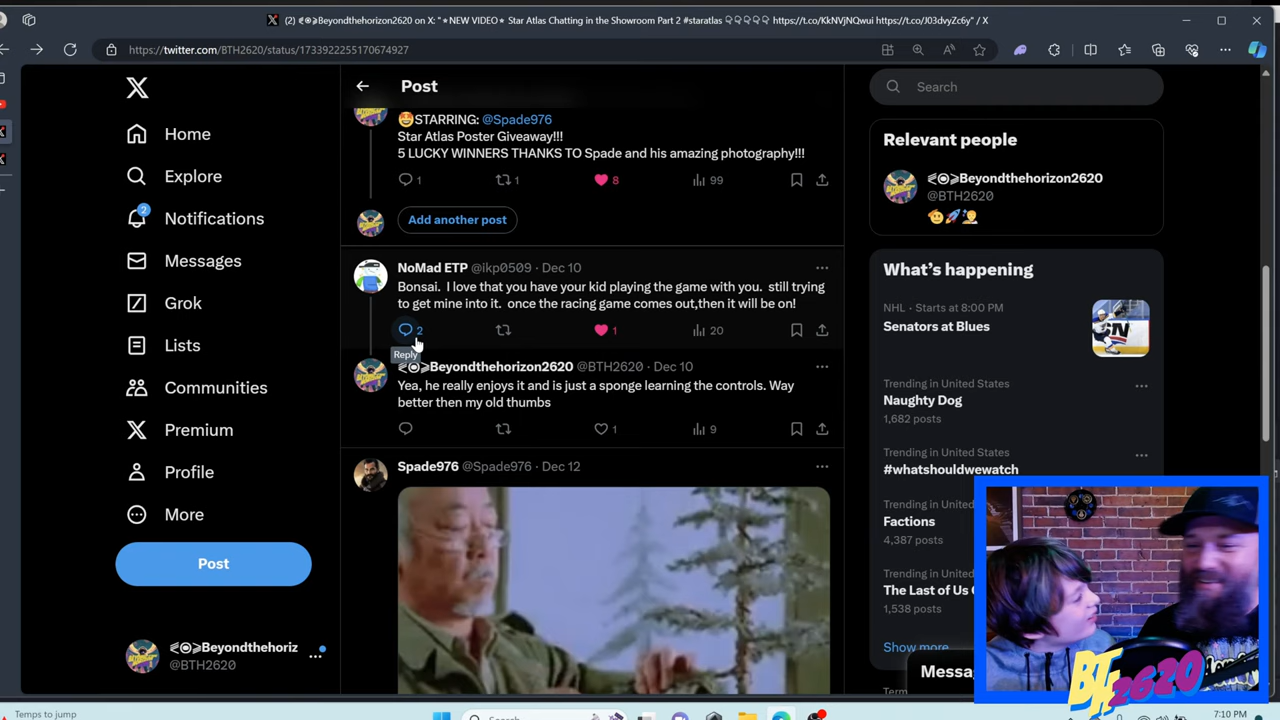 (2) ⋞⦿⋟Beyondthehorizon2620 on X: "⭐NEW VIDEO⭐ Star Atlas Chatting in the Showroom Part 2 #staratlas 👇👇👇👇👇 https://t.co/KkNVjNQwui https://t.co/J03dvyZc6y" / X
https://twitter.com/BTH2620/status/1733922255170674927
Home
Explore
2
Notifications
Messages
Grok
Lists
Communities
Premium
Profile
More
Post
⋞⦿⋟Beyondthehoriz
@BTH2620
Post
🤩STARRING: @Spade976
Star Atlas Poster Giveaway!!!
5 LUCKY WINNERS THANKS TO Spade and his amazing photography!!!
1 1 8 99
Add another post
NoMad ETP @ikp0509 · Dec 10
Bonsai. I love that you have your kid playing the game with you. still trying
to get mine into it. once the racing game comes out,then it will be on!
2 1 20
Reply
⋞⦿⋟Beyondthehorizon2620 @BTH2620 · Dec 10
Yea, he really enjoys it and is just a sponge learning the controls. Way
better then my old thumbs
1 9
Spade976 @Spade976 · Dec 12
Search
Relevant people
⋞⦿⋟Beyondthehorizon2620
@BTH2620
What's happening
NHL · Starts at 8:00 PM
Senators at Blues
Trending in United States
Naughty Dog
1,682 posts
Trending in United States
#whatshouldwewatch
Trending in United
Factions
4,387 posts
Trending in United
The Last of Us
1,538 posts
Show more
Messa
BTH2620
Temps to jump
Search
7:10 PM